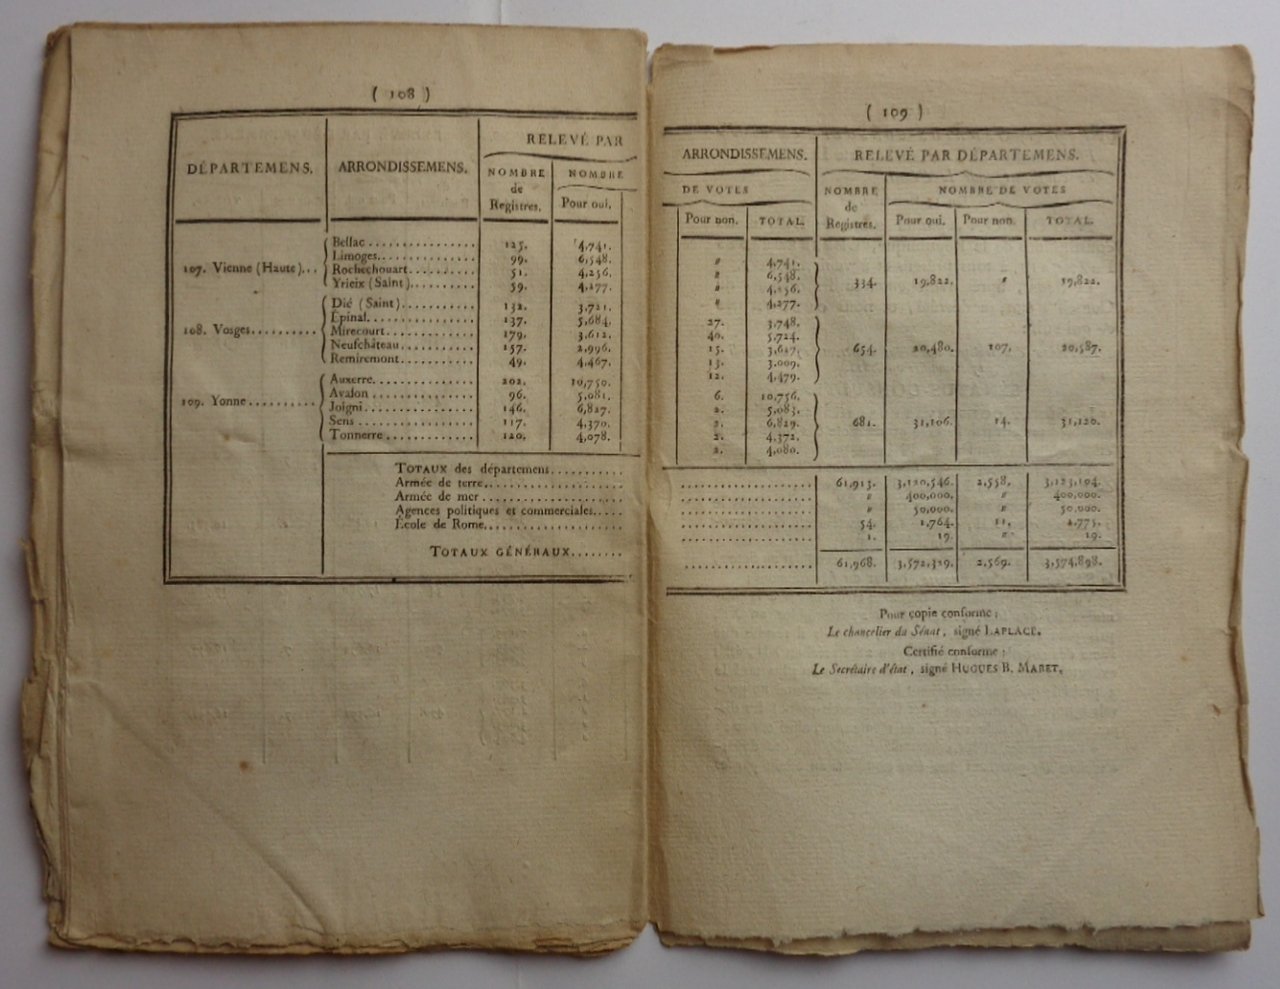 ( 108 )
DÉPARTEMENS. ARRONDISSEMENS. RELEVÉ PAR
NOMBRE de Registres. NOMBRE
Pour oui.
107. Vienne (Haute)... Bellac ............... 125. 4,741.
Limoges............... 99. 6,548.
Rochechouart.......... 51. 4,256.
Yrieix (Saint).......... 59. 4,277.
108. Vosges.......... Dié (Saint)........... 132. 3,721.
Épinal............... 137. 5,684.
Mirecourt............. 179. 3,612.
Neufchâteau........... 157. 2,996.
Remiremont........... 49. 4,467.
109. Yonne .......... Auxerre.............. 202. 10,750.
Avalon............... 96. 5,081.
Joigni................ 146. 6,827.
Sens................. 117. 4,370.
Tonnerre............. 120. 4,078.
TOTAUX des départemens..........
Armée de terre....................
Armée de mer ....................
Agences politiques et commerciales.....
École de Rome....................
TOTAUX GÉNÉRAUX........
( 109 )
ARRONDISSEMENS. RELEVÉ PAR DÉPARTEMENS.
DE VOTES NOMBRE de Registres. NOMBRE DE VOTES
Pour non. TOTAL. Pour oui. Pour non. TOTAL.
" 4,741.
" 6,548.
" 4,256. 334. 19,822. " 19,822.
" 4,277.
27. 3,748.
40. 5,724.
15. 3,627. 654. 20,480. 107. 20,587.
13. 3,009.
12. 4,479.
6. 10,756.
2. 5,083.
2. 6,829. 681. 31,106. 14. 31,120.
2. 4,372.
2. 4,080.
.................... 61,913. 3,120,546. 2,558. 3,123,104.
.................... " 400,000. " 400,000.
.................... " 50,000. " 50,000.
.................... 54. 1,764. 11. 1,775.
.................... 1. 19. " 19.
.................... 61,968. 3,572,329. 2,569. 3,574,898.
Pour copie conforme ;
Le chancelier du Sénat, signé LAPLACE.
Certifié conforme :
Le Secrétaire d'état, signé HUGUES B. MARET.